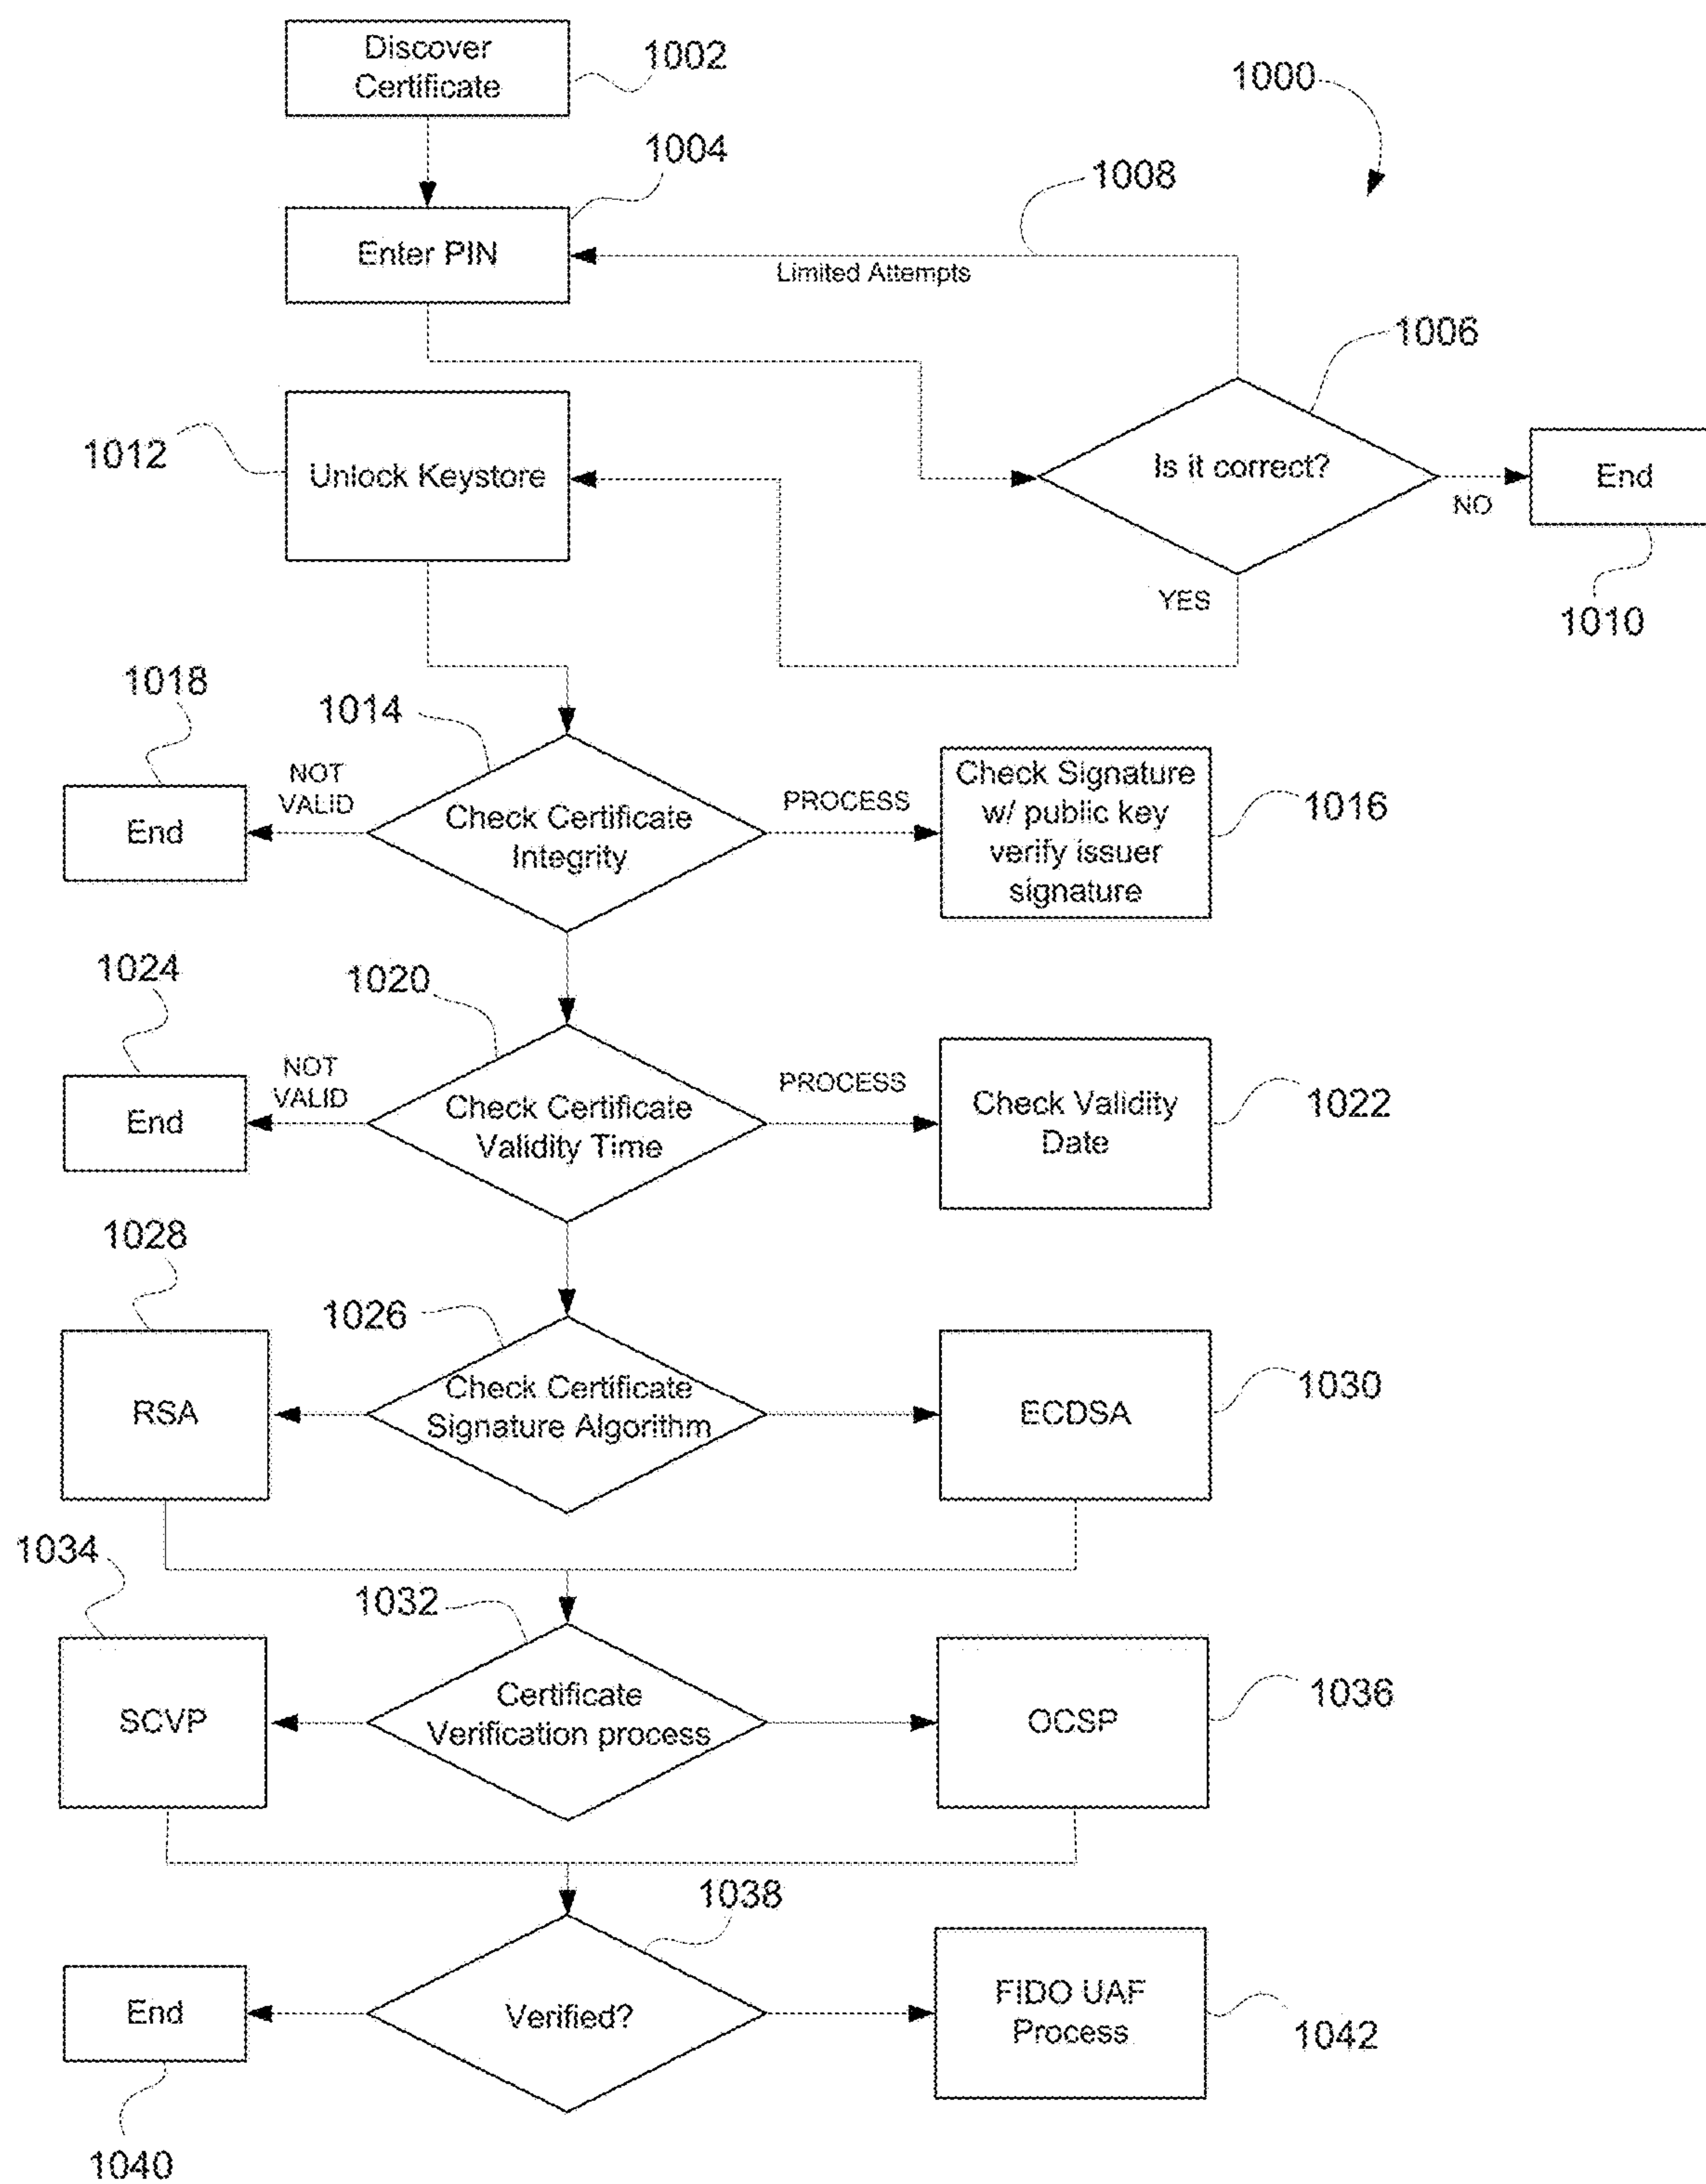 Discover
Certificate
1002
1000
1004
1008
Enter PIN
Limited Attempts
1006
1012
Unlock Keystore
Is it correct?
NO
End
YES
1010
1018
1014
NOT
VALID
PROCESS
End
Check Certificate
Integrity
Check Signature
w/ public key
verify issuer
signature
1016
1024
1020
NOT
VALID
PROCESS
End
Check Certificate
Validity Time
Check Validity
Date
1022
1028
1026
RSA
Check Certificate
Signature Algorithm
ECDSA
1030
1034
1032
SCVP
Certificate
Verification process
OCSP
1036
1038
End
Verified?
FIDO UAF
Process
1042
1040